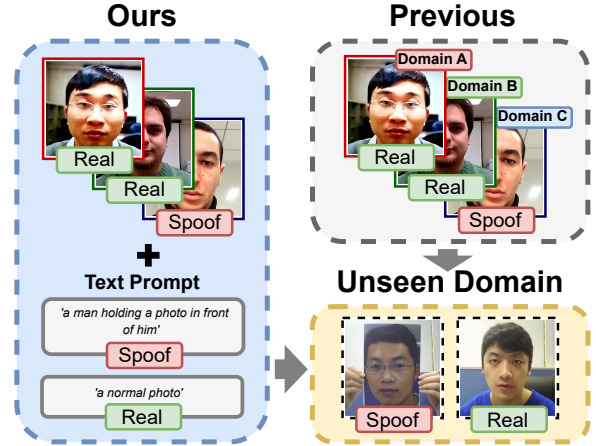 Ours
Real
Real
Spoof
Text Prompt
'a man holding a photo in front
of him'
Spoof
'a normal photo'
Real
Previous
Domain A
Domain B
Domain C
Real
Real
Spoof
Unseen Domain
Spoof
Real